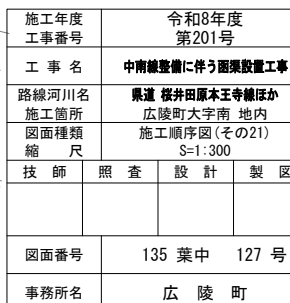 施工年度 令和8年度
工事番号 第201号
工事名 中南線整備に伴う函渠設置工事
路線河川名 県道 桜井田原本王寺線ほか
施工箇所 広陵町大字南 地内
図面種類 施工順序図(その21)
縮尺 S=1:300
技師 照査 設計 製図
図面番号 135 葉中 127 号
事務所名 広陵町